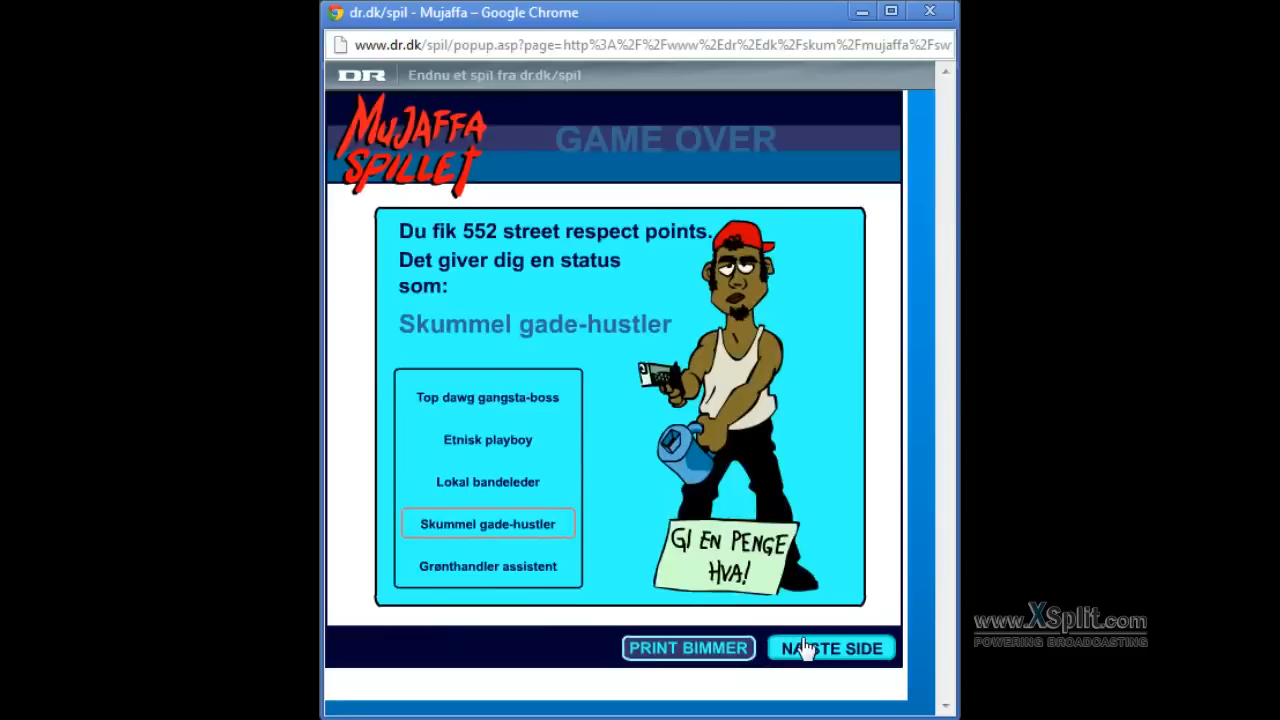 dr.dk/spil - Mujaffa – Google Chrome
www.dr.dk/spil/popup.asp?page=http%3A%2F%2Fwww%2Edr%2Edk%2Fskum%2Fmujaffa%2Fsw
DR Endnu et spil fra dr.dk/spil
MUJAFFA
SPILLET
GAME OVER
Du fik 552 street respect points.
Det giver dig en status
som:
Skummel gade-hustler
Top dawg gangsta-boss
Etnisk playboy
Lokal bandeleder
Skummel gade-hustler
Grønthandler assistent
GI EN PENGE
HVA!
PRINT BIMMER
NÆSTE SIDE
www.XSplit.com
POWERING BROADCASTING